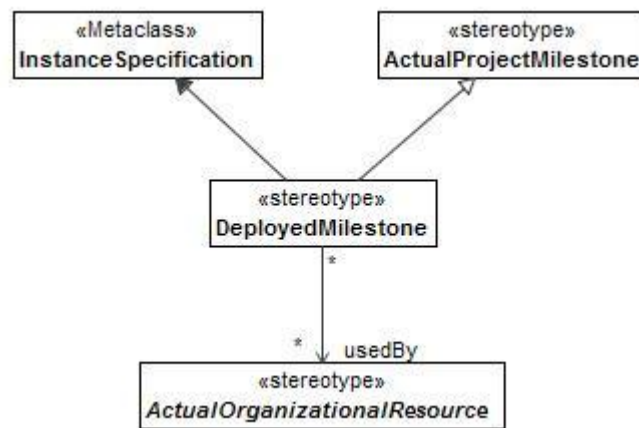 «Metaclass»
InstanceSpecification
«stereotype»
ActualProjectMilestone
«stereotype»
DeployedMilestone
*
*
usedBy
«stereotype»
ActualOrganizationalResource